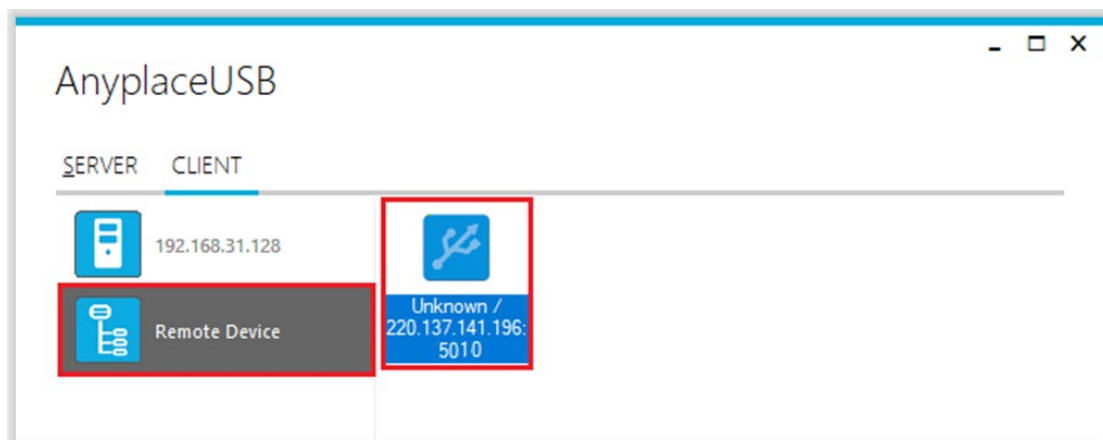 AnyplaceUSB
SERVER CLIENT
192.168.31.128
Remote Device
Unknown /
220.137.141.196:
5010